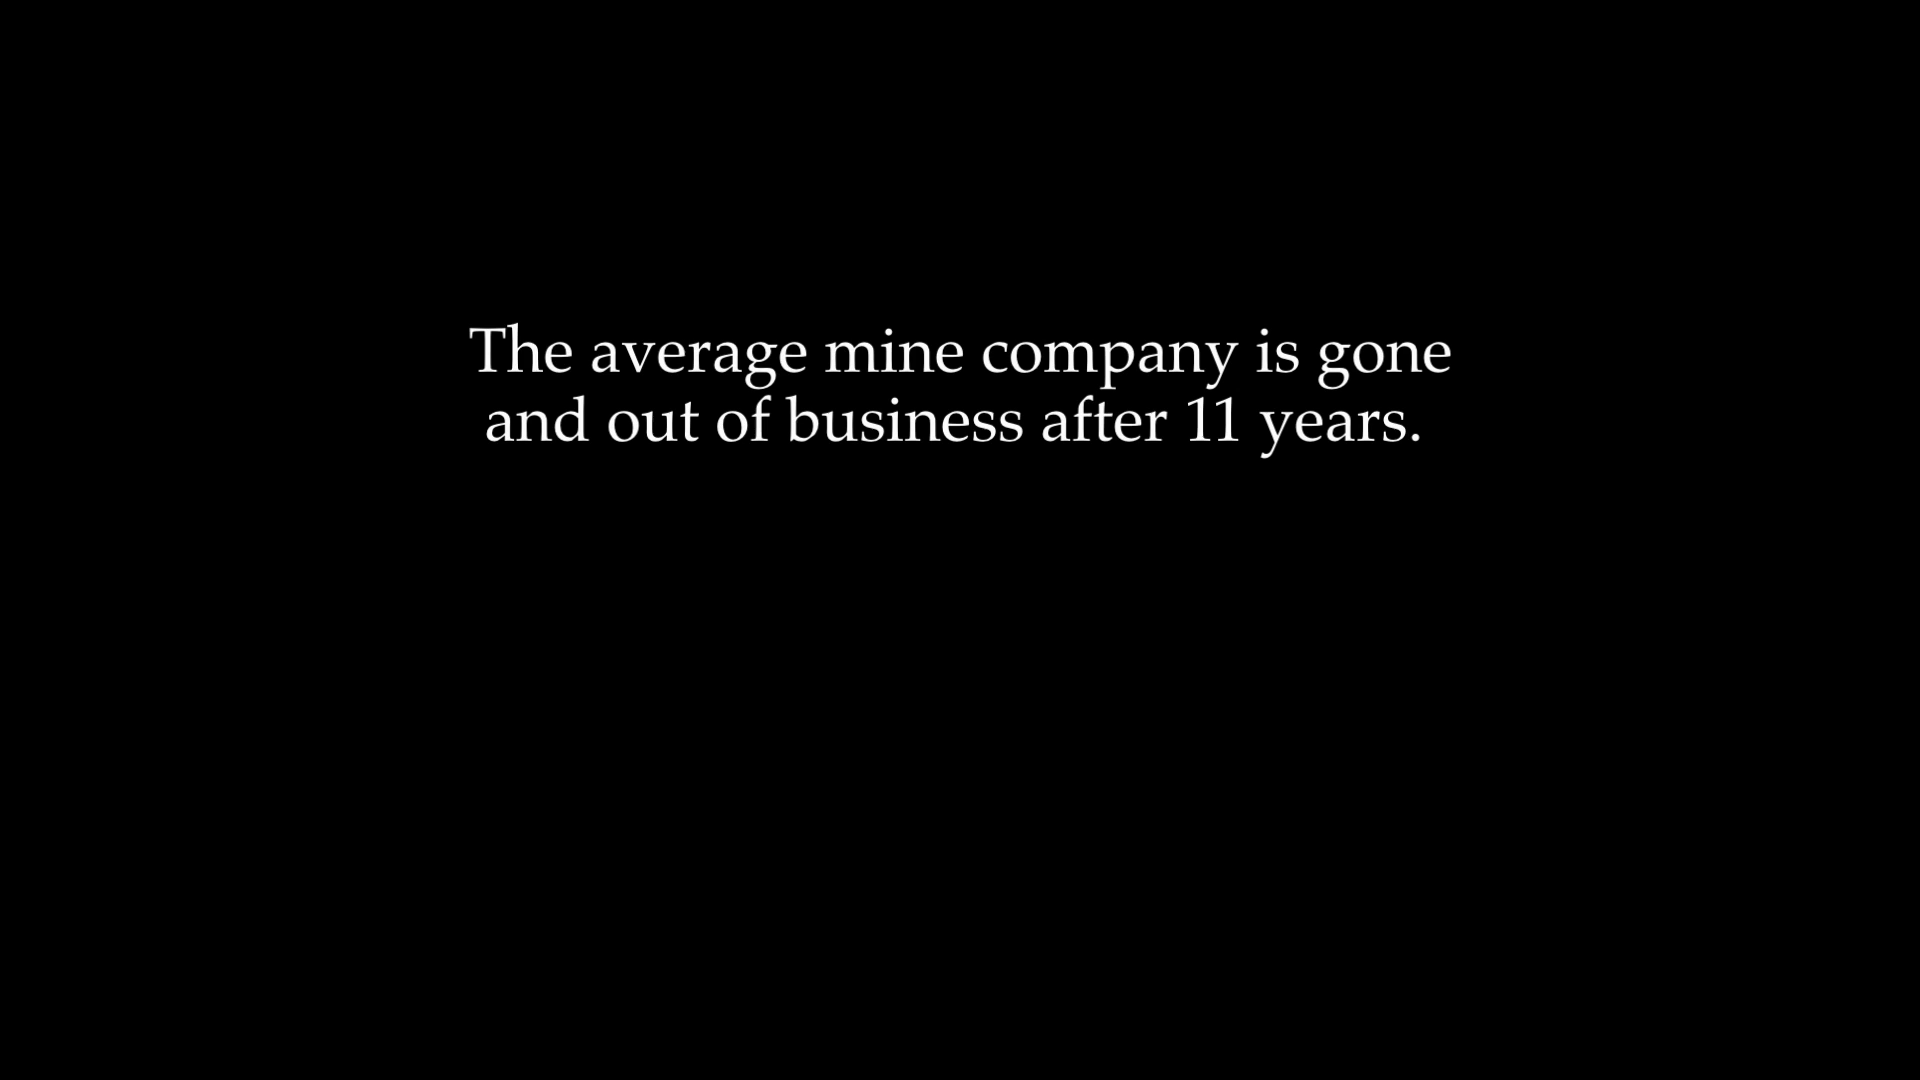 The average mine company is gone
and out of business after 11 years.